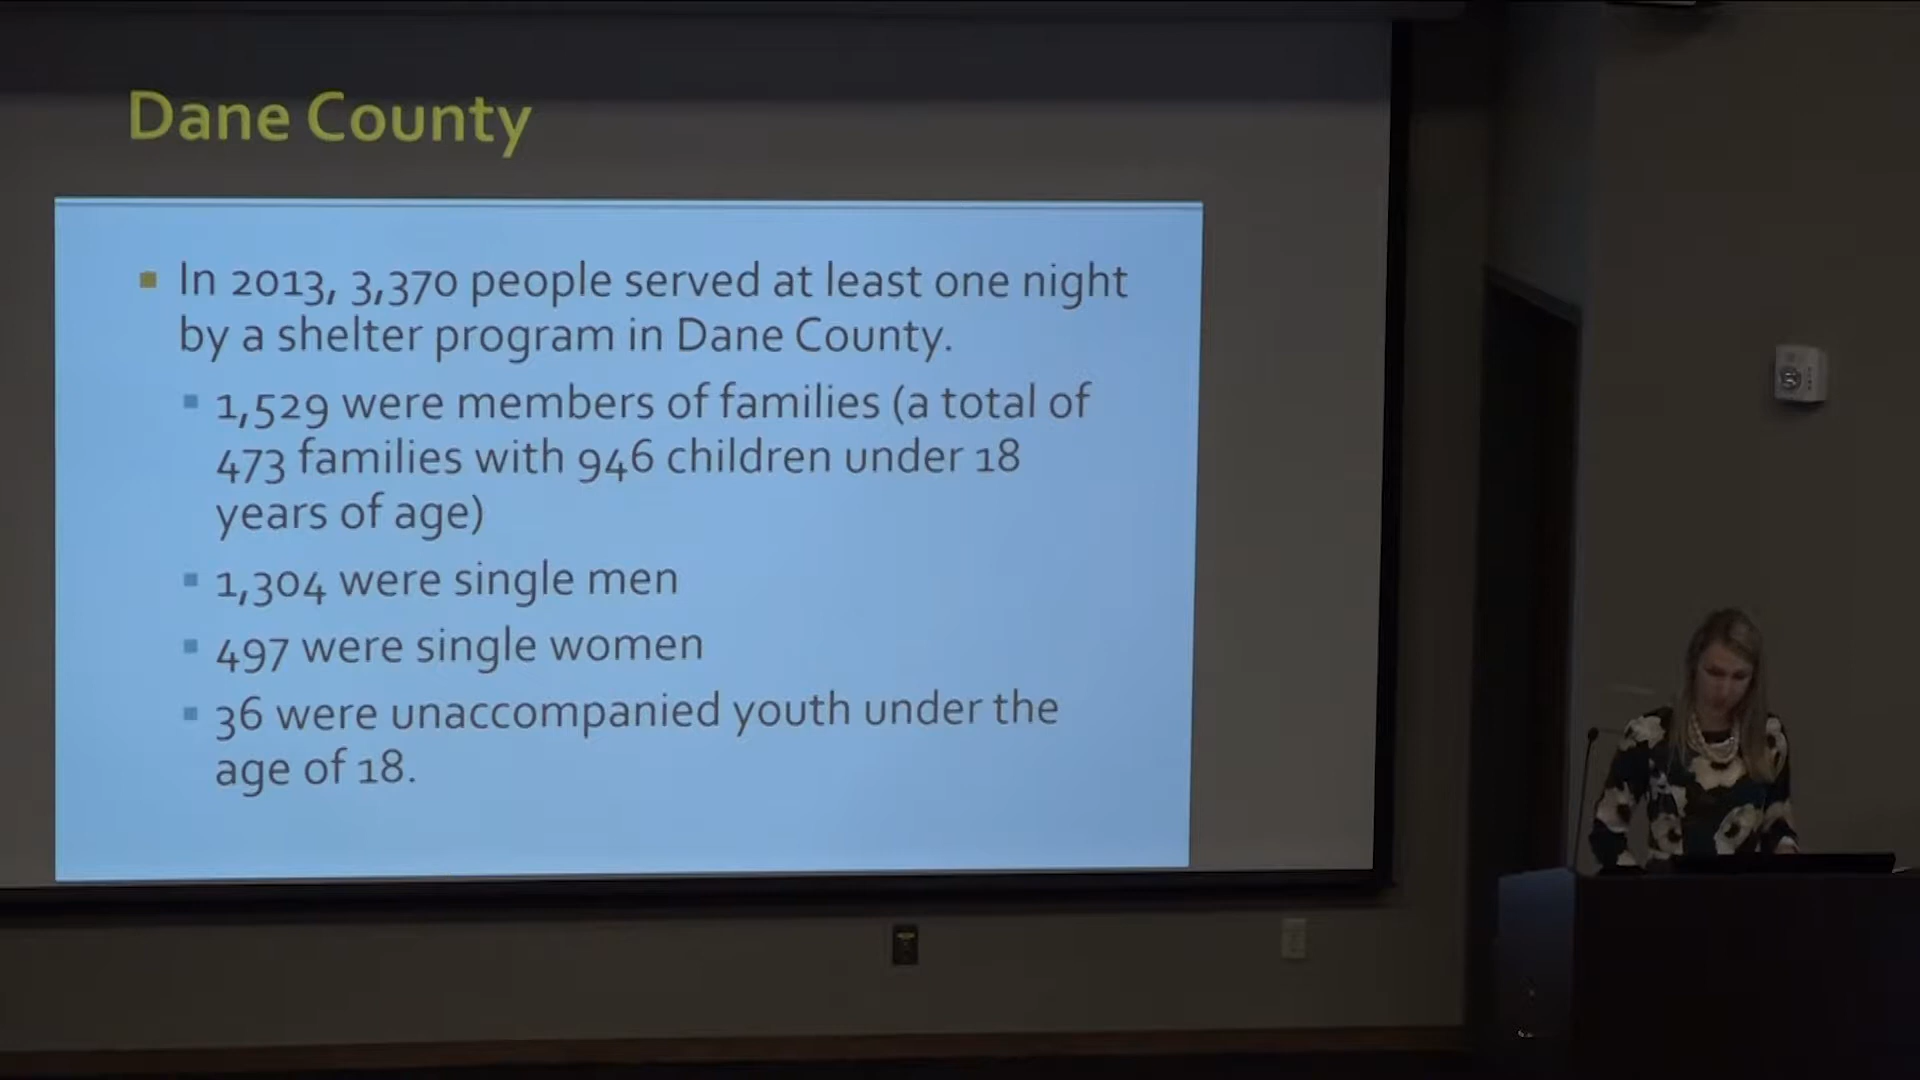 Dane County
In 2013, 3,370 people served at least one night
by a shelter program in Dane County.
1,529 were members of families (a total of
473 families with 946 children under 18
years of age)
1,304 were single men
497 were single women
36 were unaccompanied youth under the
age of 18.